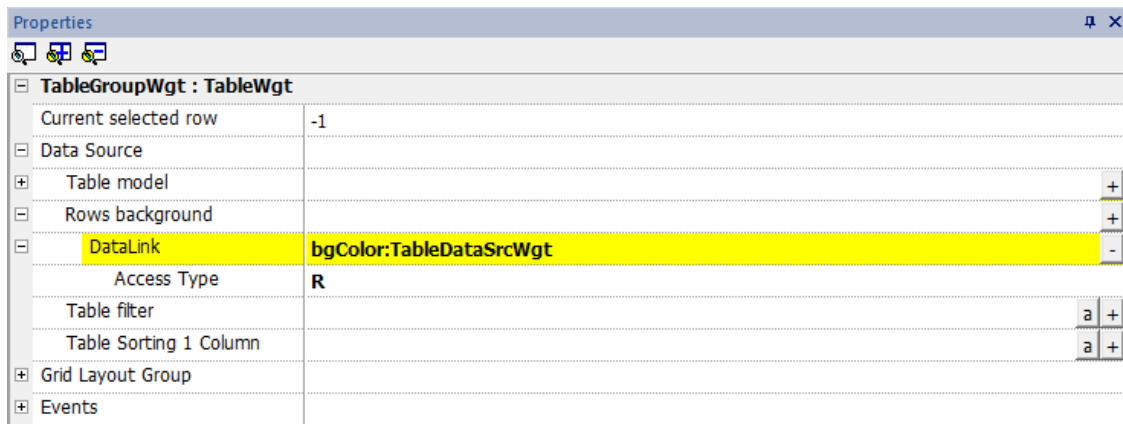 Properties
TableGroupWgt : TableWgt
Current selected row -1
Data Source
Table model +
Rows background +
DataLink bgColor:TableDataSrcWgt -
Access Type R
Table filter a +
Table Sorting 1 Column a +
Grid Layout Group
Events